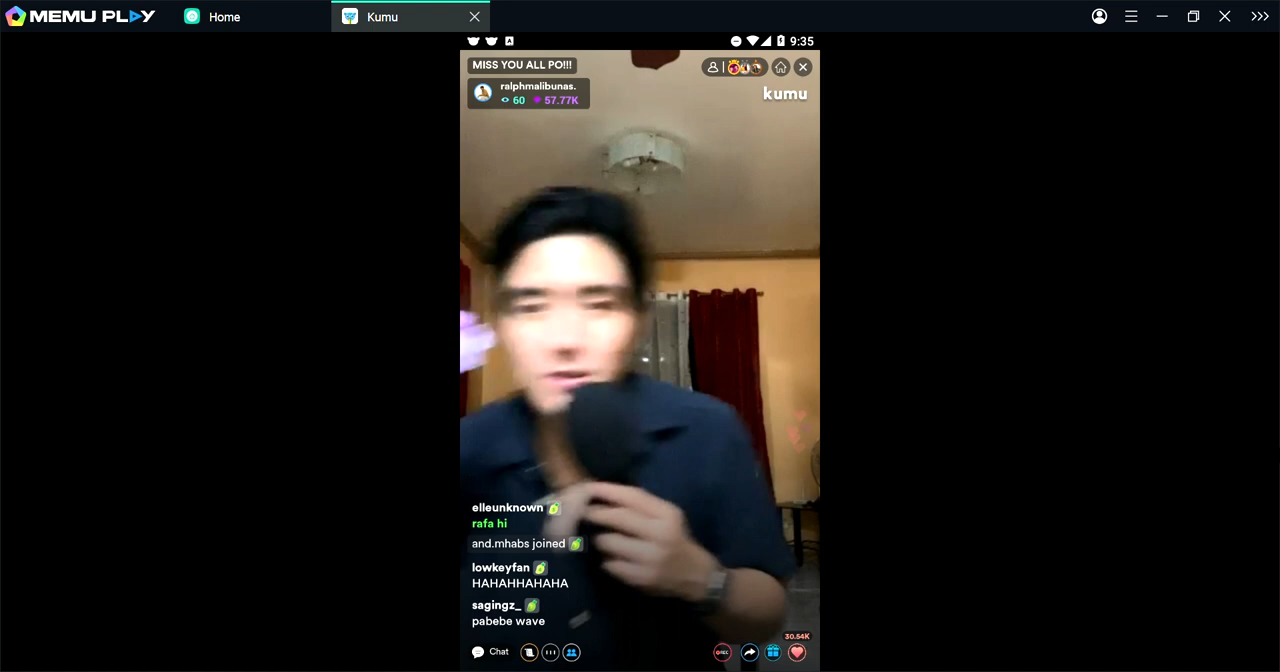 MEMU PLAY
Home
Kumu
9:35
MISS YOU ALL PO!!!
ralphmalibunas.
60 57.77K
kumu
elleunknown
rafa hi
and.mhabs joined
lowkeyfan
HAHAHHAHAHA
sagingz_
pabebe wave
30.54K
Chat